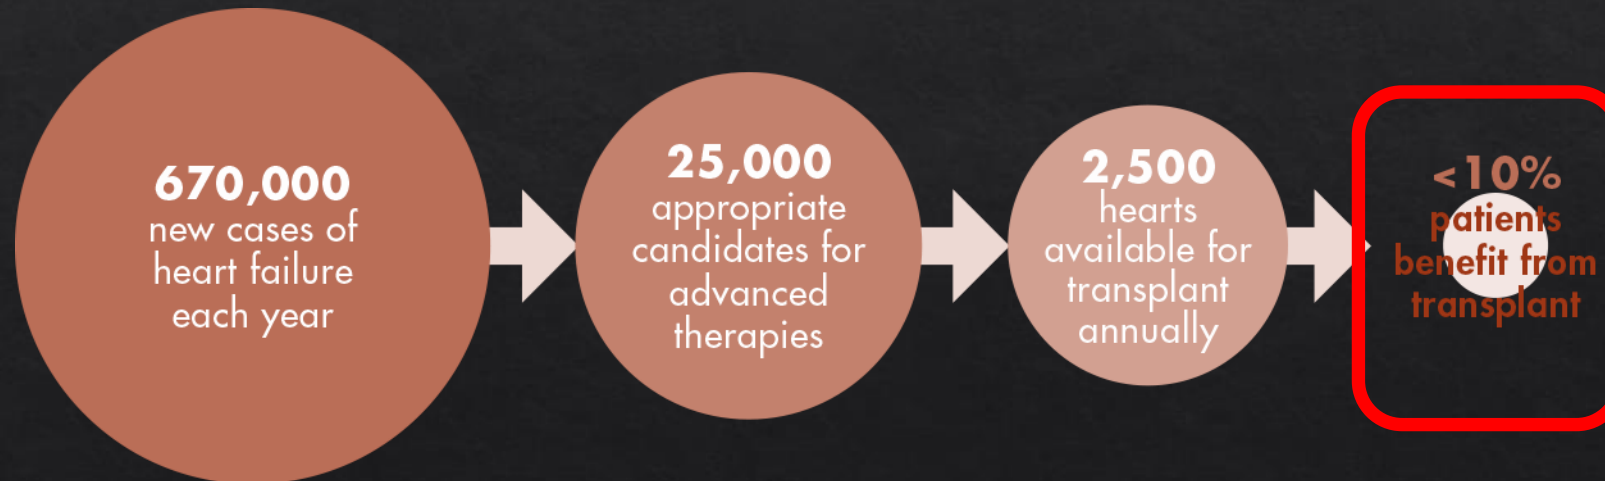 670,000
new cases of
heart failure
each year
25,000
appropriate
candidates for
advanced
therapies
2,500
hearts
available for
transplant
annually
<10%
patients
benefit from
transplant